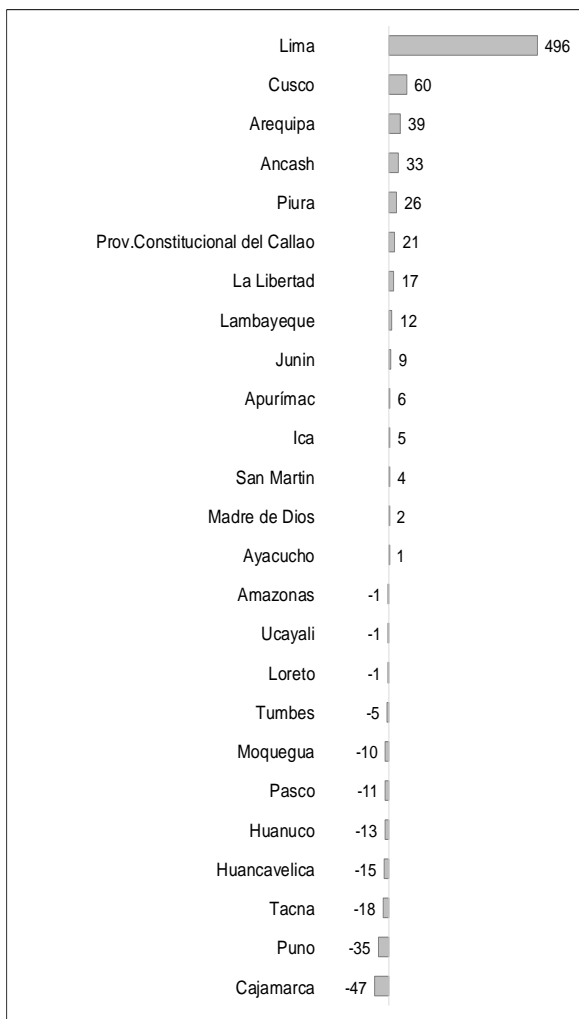 Lima 496
Cusco 60
Arequipa 39
Ancash 33
Piura 26
Prov.Constitucional del Callao 21
La Libertad 17
Lambayeque 12
Junin 9
Apurímac 6
Ica 5
San Martin 4
Madre de Dios 2
Ayacucho 1
Amazonas -1
Ucayali -1
Loreto -1
Tumbes -5
Moquegua -10
Pasco -11
Huanuco -13
Huancavelica -15
Tacna -18
Puno -35
Cajamarca -47